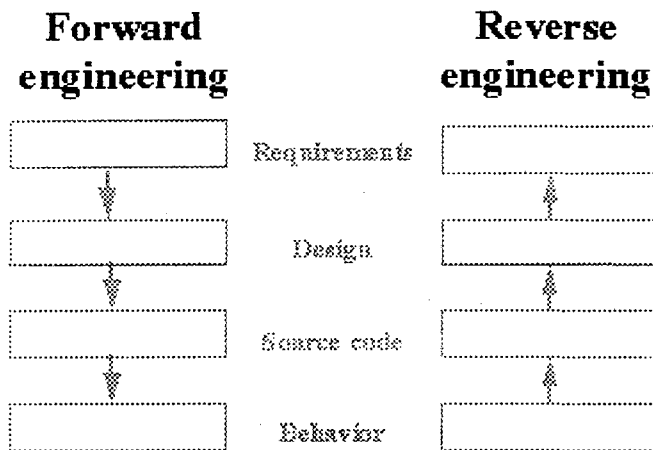 Forward
engineering
Reverse
engineering
Requirements
Design
Source code
Behavior